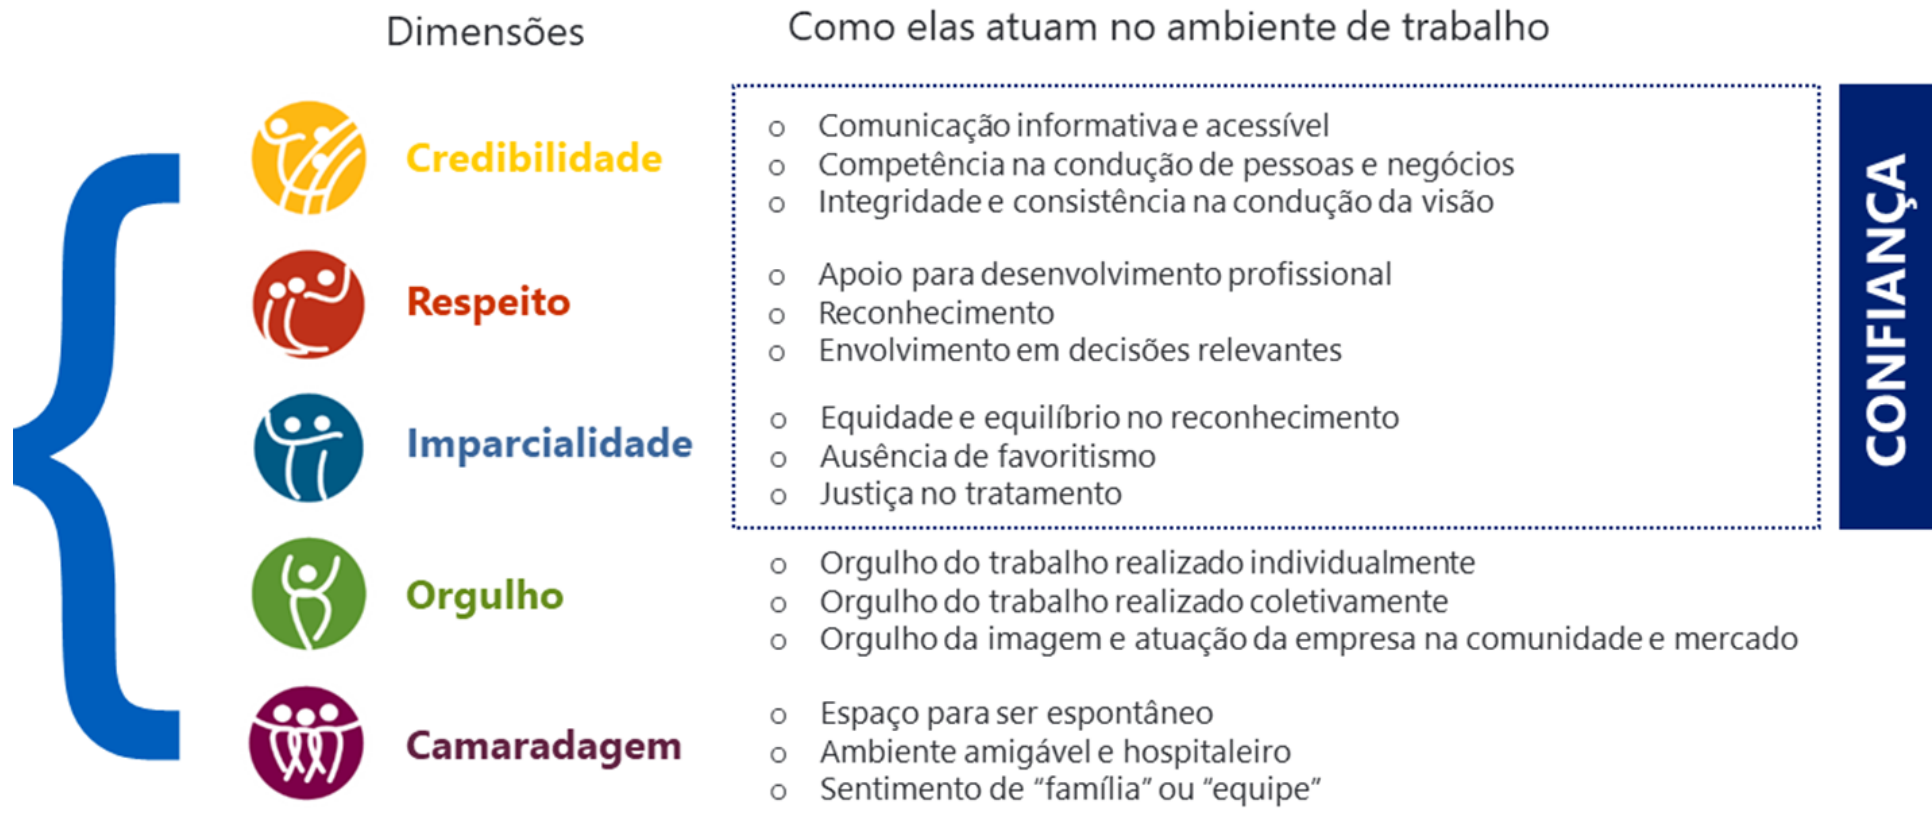 Dimensões
Como elas atuam no ambiente de trabalho
Credibilidade
o Comunicação informativa e acessível
o Competência na condução de pessoas e negócios
o Integridade e consistência na condução da visão
Respeito
o Apoio para desenvolvimento profissional
o Reconhecimento
o Envolvimento em decisões relevantes
Imparcialidade
o Equidade e equilíbrio no reconhecimento
o Ausência de favoritismo
o Justiça no tratamento
CONFIANÇA
Orgulho
o Orgulho do trabalho realizado individualmente
o Orgulho do trabalho realizado coletivamente
o Orgulho da imagem e atuação da empresa na comunidade e mercado
Camaradagem
o Espaço para ser espontâneo
o Ambiente amigável e hospitaleiro
o Sentimento de “família” ou “equipe”